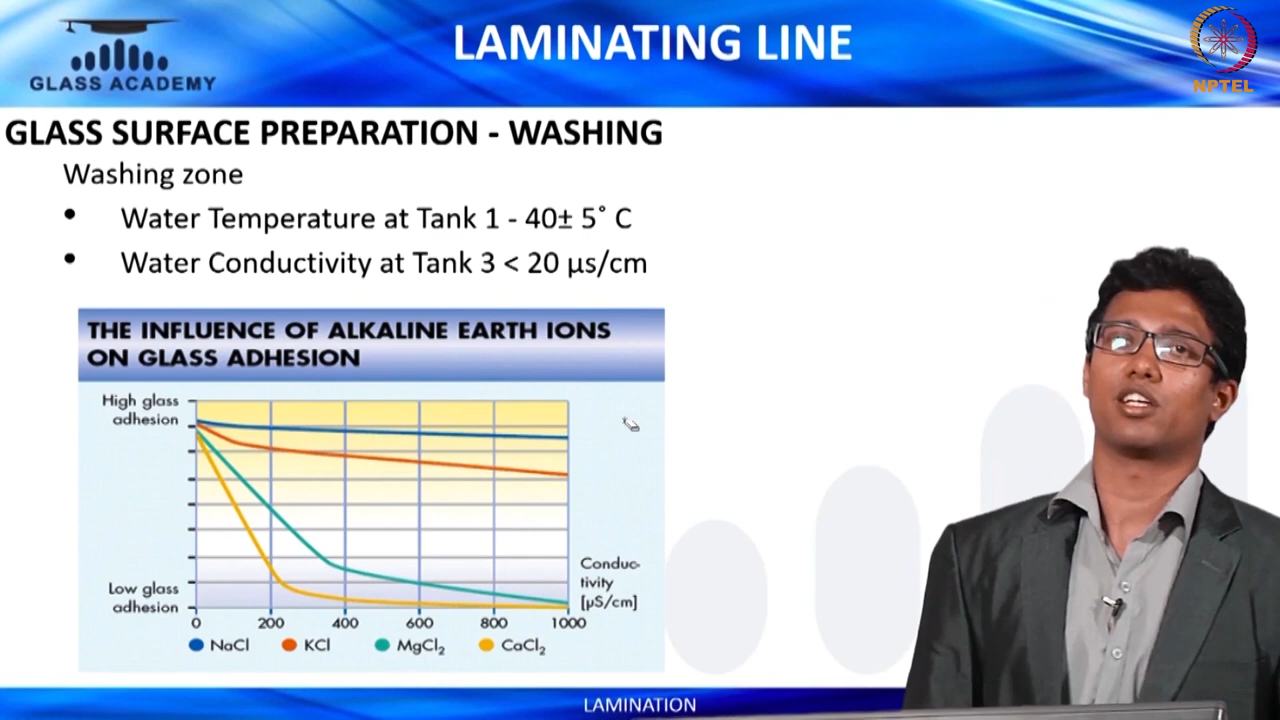 LAMINATING LINE
GLASS ACADEMY
NPTEL
GLASS SURFACE PREPARATION - WASHING
Washing zone
• Water Temperature at Tank 1 - 40± 5˚ C
• Water Conductivity at Tank 3 < 20 µs/cm
THE INFLUENCE OF ALKALINE EARTH IONS
ON GLASS ADHESION
High glass
adhesion
Low glass
adhesion
Conduc-
tivity
[µS/cm]
0 200 400 600 800 1000
NaCl KCl MgCl₂ CaCl₂
LAMINATION